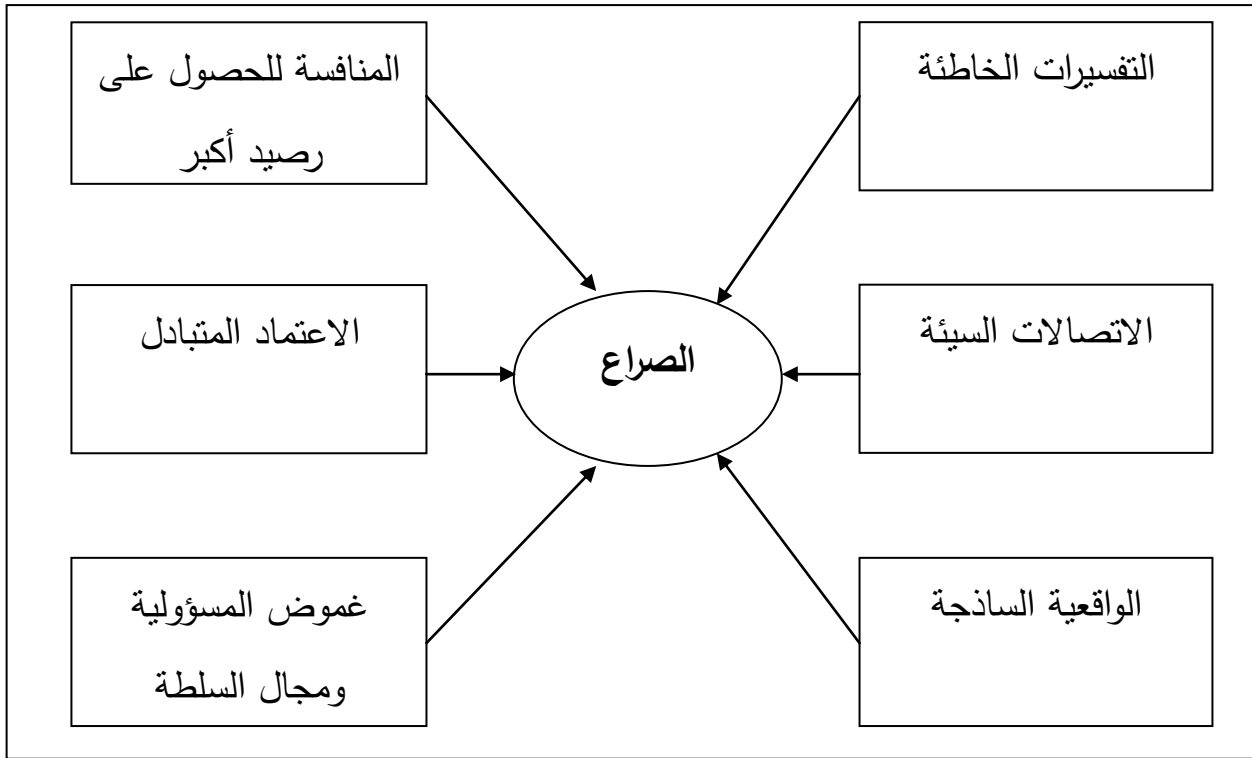 التفسيرات الخاطئة
المنافسة للحصول على
رصيد أكبر
الاتصالات السيئة
الصراع
الاعتماد المتبادل
الواقعية الساذجة
غموض المسؤولية
ومجال السلطة